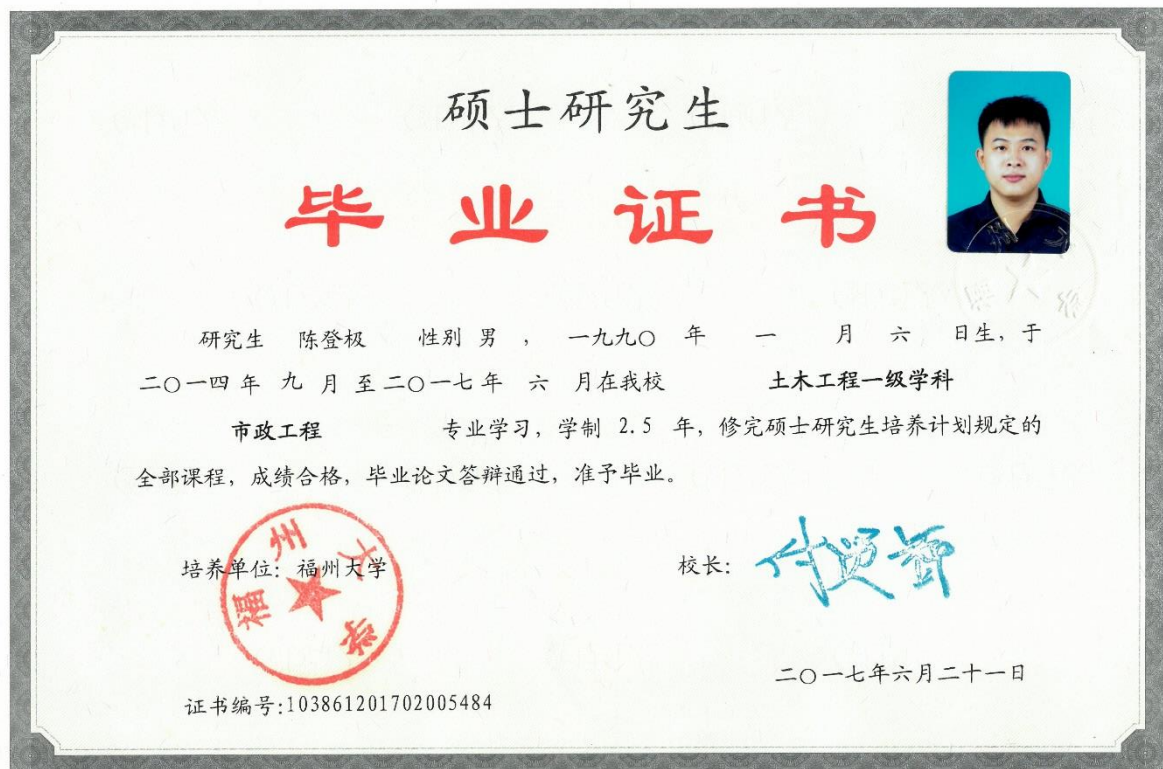 硕士研究生
毕业证书
研究生 陈登极 性别 男 , 一九九〇 年 一 月 六 日生, 于
二〇一四年 九 月 至二〇一七年 六 月在我校 土木工程一级学科
市政工程 专业学习, 学制 2.5 年, 修完硕士研究生培养计划规定的
全部课程, 成绩合格, 毕业论文答辩通过, 准予毕业。
福州大学
培养单位: 福州大学 校长:
二〇一七年六月二十一日
证书编号:103861201702005484